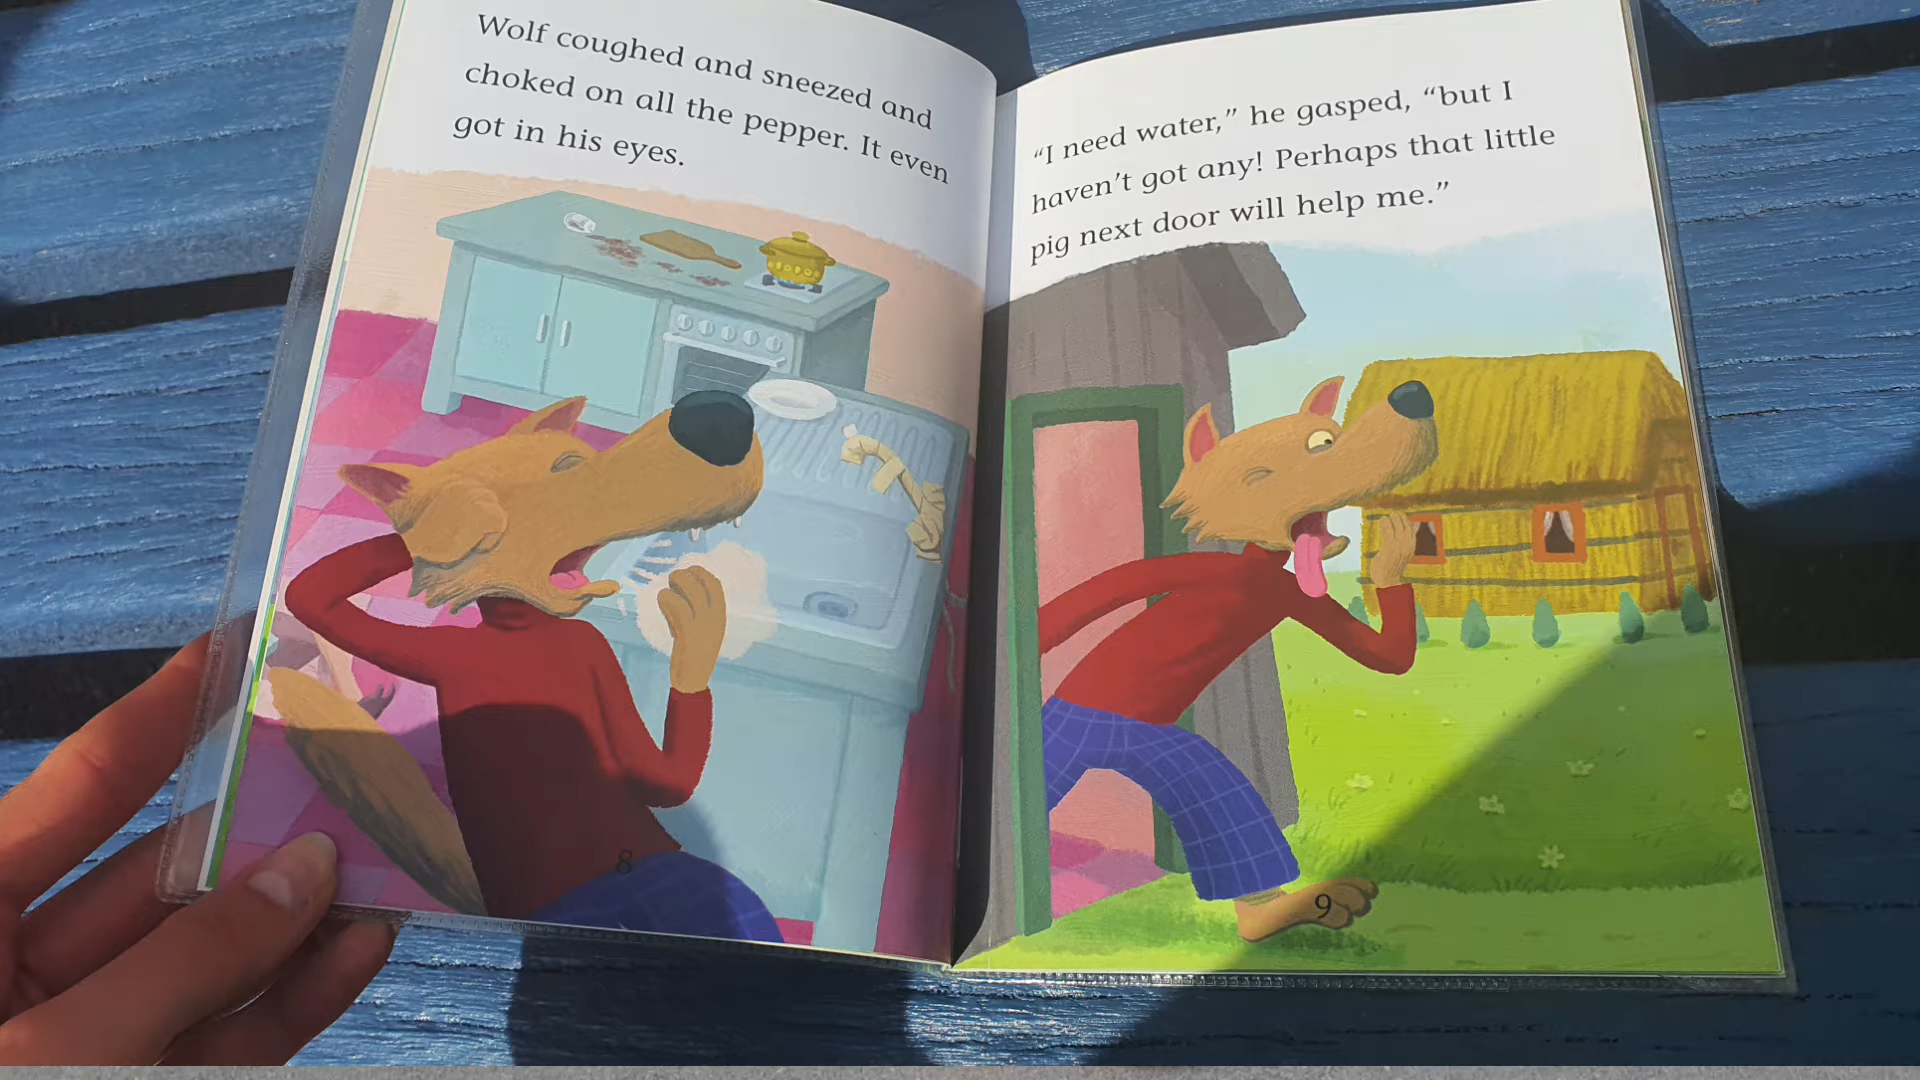 Wolf coughed and sneezed and
choked on all the pepper. It even
got in his eyes.
8
“I need water,” he gasped, “but I
haven’t got any! Perhaps that little
pig next door will help me.”
9